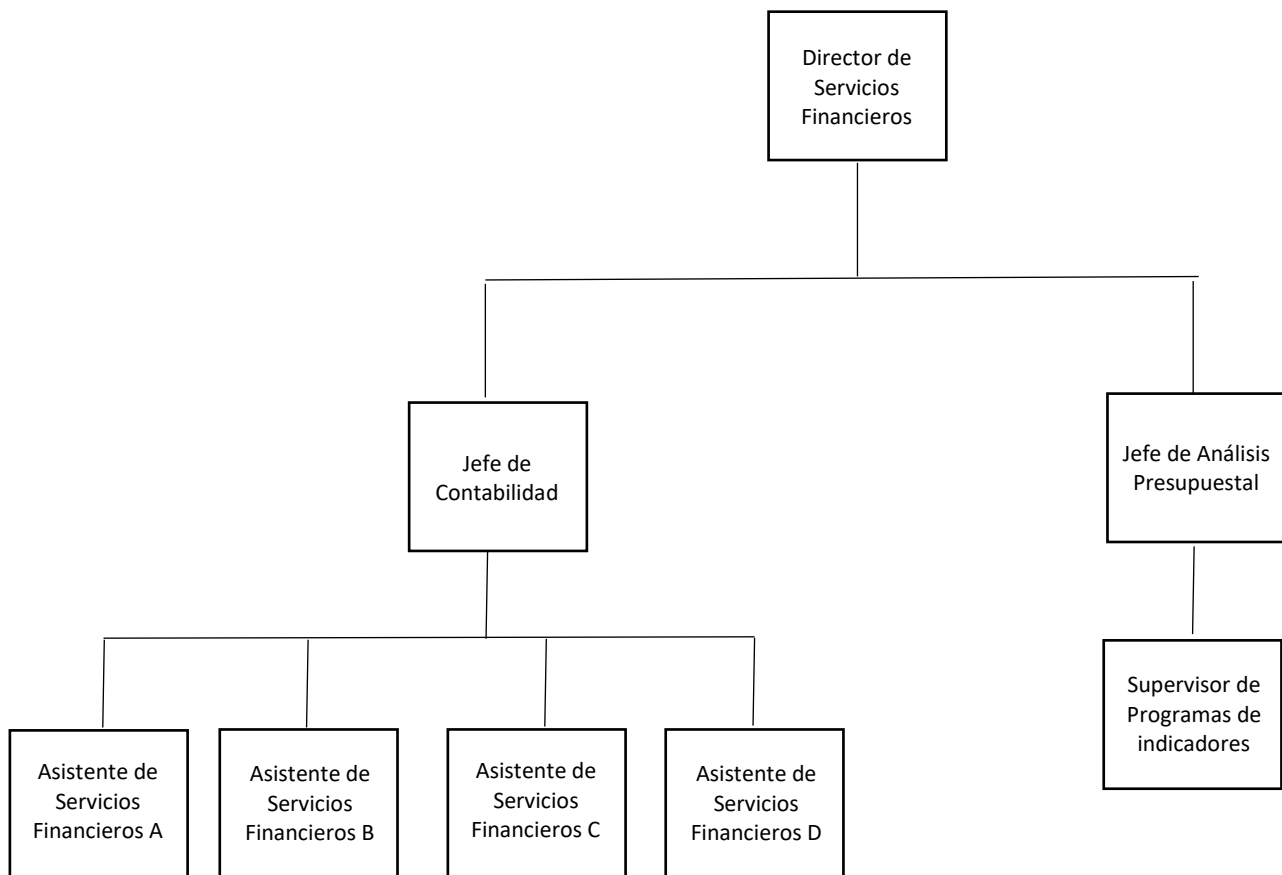 Director de
Servicios
Financieros
Jefe de
Contabilidad
Jefe de Análisis
Presupuestal
Supervisor de
Programas de
indicadores
Asistente de
Servicios
Financieros A
Asistente de
Servicios
Financieros B
Asistente de
Servicios
Financieros C
Asistente de
Servicios
Financieros D